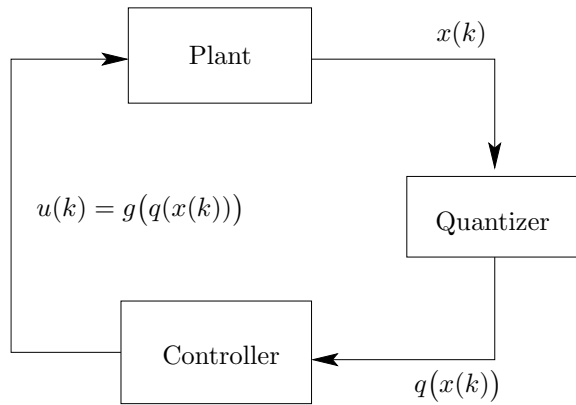 Plant
x(k)
u(k) = g(q(x(k)))
Quantizer
Controller
q(x(k))